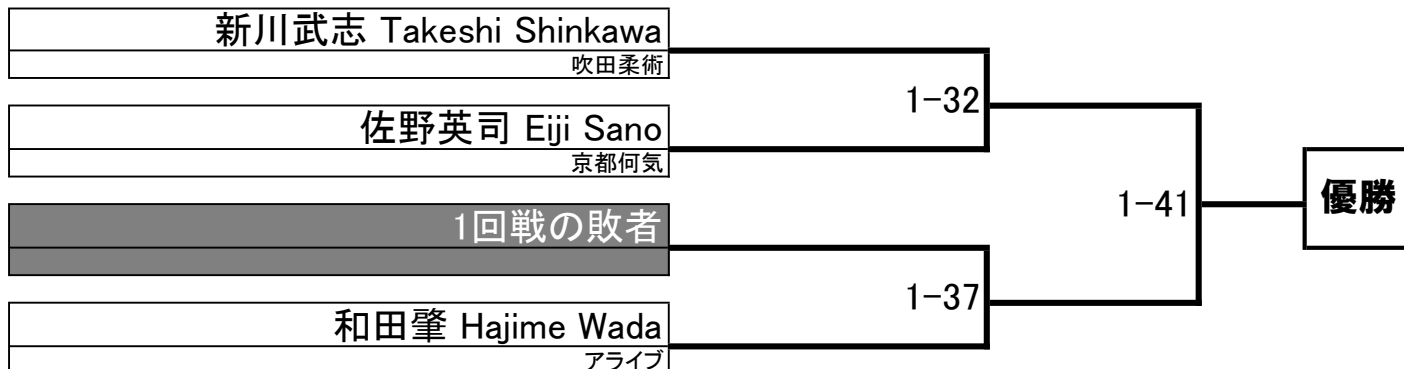 新川武志 Takeshi Shinkawa
吹田柔術
1-32
佐野英司 Eiji Sano
京都何気
1-41
優勝
1回戦の敗者
1-37
和田肇 Hajime Wada
アライブ